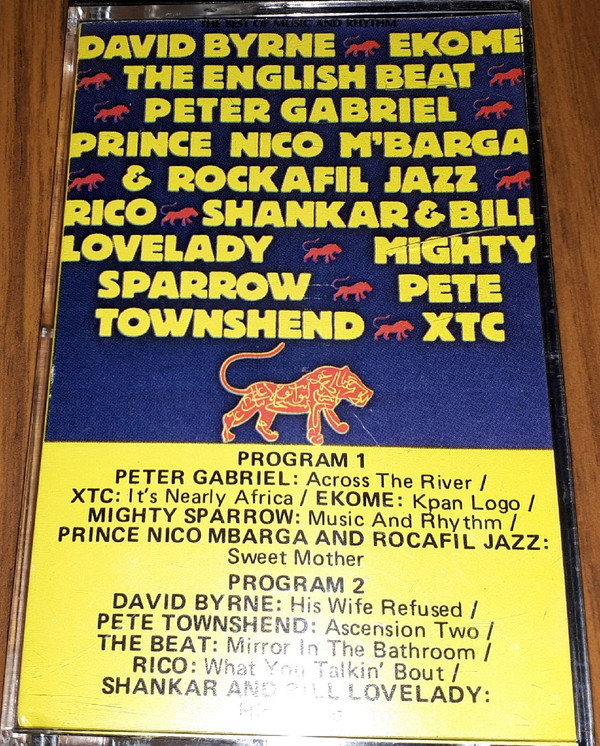 THE BEST OF MUSIC AND RHYTHM
DAVID BYRNE EKOME
THE ENGLISH BEAT
PETER GABRIEL
PRINCE NICO M'BARGA
& ROCKAFIL JAZZ
RICO SHANKAR & BILL
LOVELADY MIGHTY
SPARROW PETE
TOWNSHEND XTC
PROGRAM 1
PETER GABRIEL: Across The River /
XTC: It's Nearly Africa / EKOME: Kpan Logo /
MIGHTY SPARROW: Music And Rhythm /
PRINCE NICO MBARGA AND ROCAFIL JAZZ:
Sweet Mother
PROGRAM 2
DAVID BYRNE: His Wife Refused /
PETE TOWNSHEND: Ascension Two /
THE BEAT: Mirror In The Bathroom /
RICO: What You Talkin' Bout /
SHANKAR AND BILL LOVELADY: